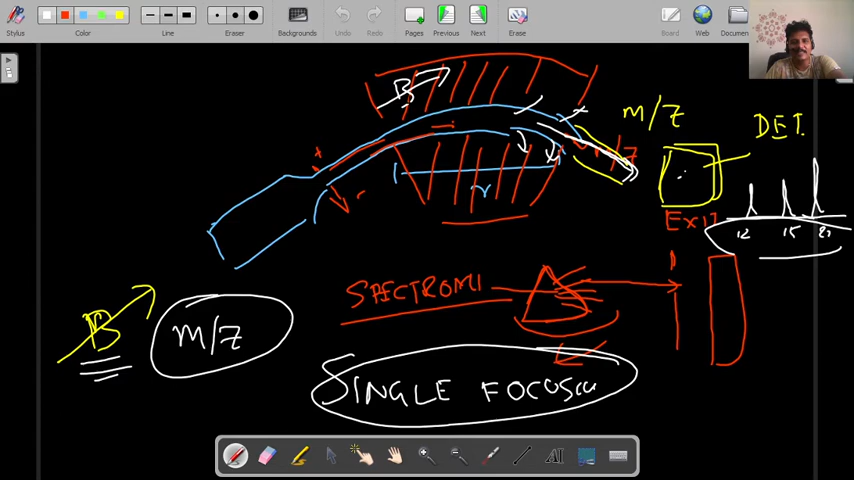 Stylus Color Line Eraser Backgrounds Undo Redo Pages Previous Next Erase Board Web Documents
B
M/Z
DET.
V
M/Z
r
EXIT
12 15
SPECTROM
B
M/Z
SINGLE FOCUS